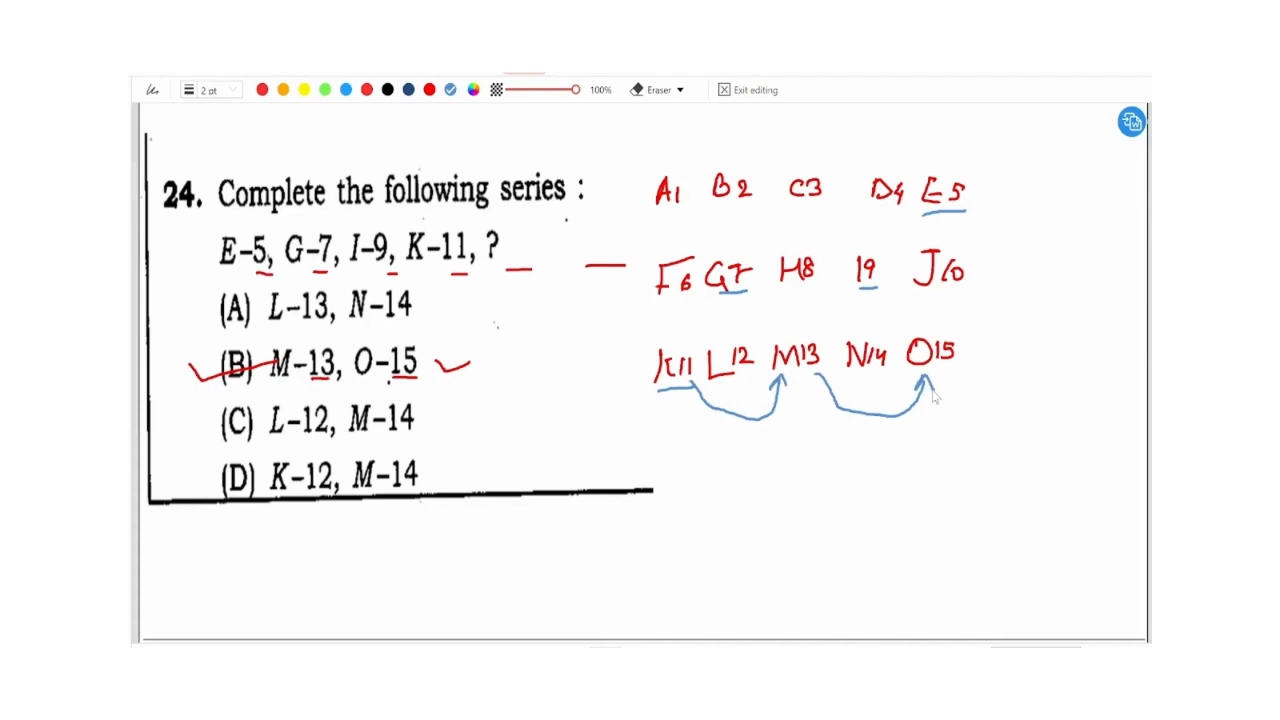 2 pt 100% Eraser Exit editing
24. Complete the following series :
E–5, G–7, I–9, K–11, ?
(A) L–13, N–14
(B) M–13, O–15
(C) L–12, M–14
(D) K–12, M–14
A1 B2 C3 D4 E5
F6 G7 H8 I9 J10
K11 L12 M13 N14 O15